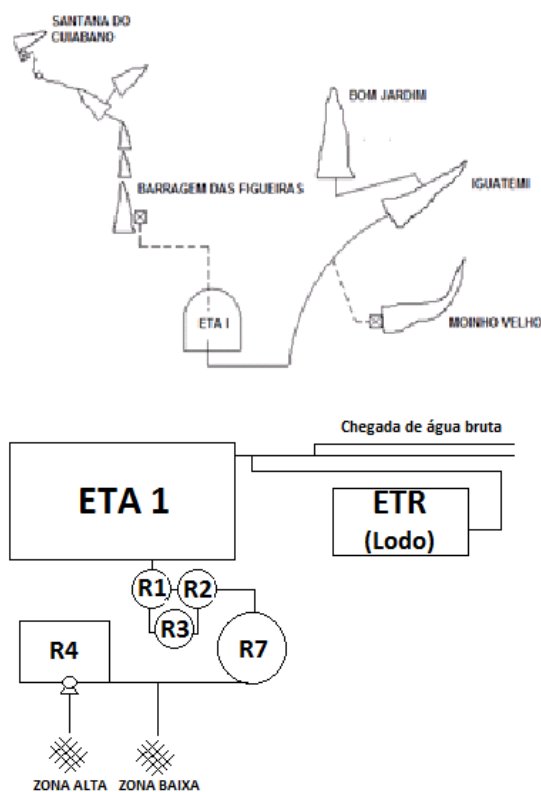 SANTANA DO
CUIABANO
BOM JARDIM
IGUATEMI
BARRAGEM DAS FIGUEIRAS
ETA I
MOINHO VELHO
Chegada de água bruta
ETA 1
ETR
(Lodo)
R1
R2
R3
R4
R7
ZONA ALTA
ZONA BAIXA